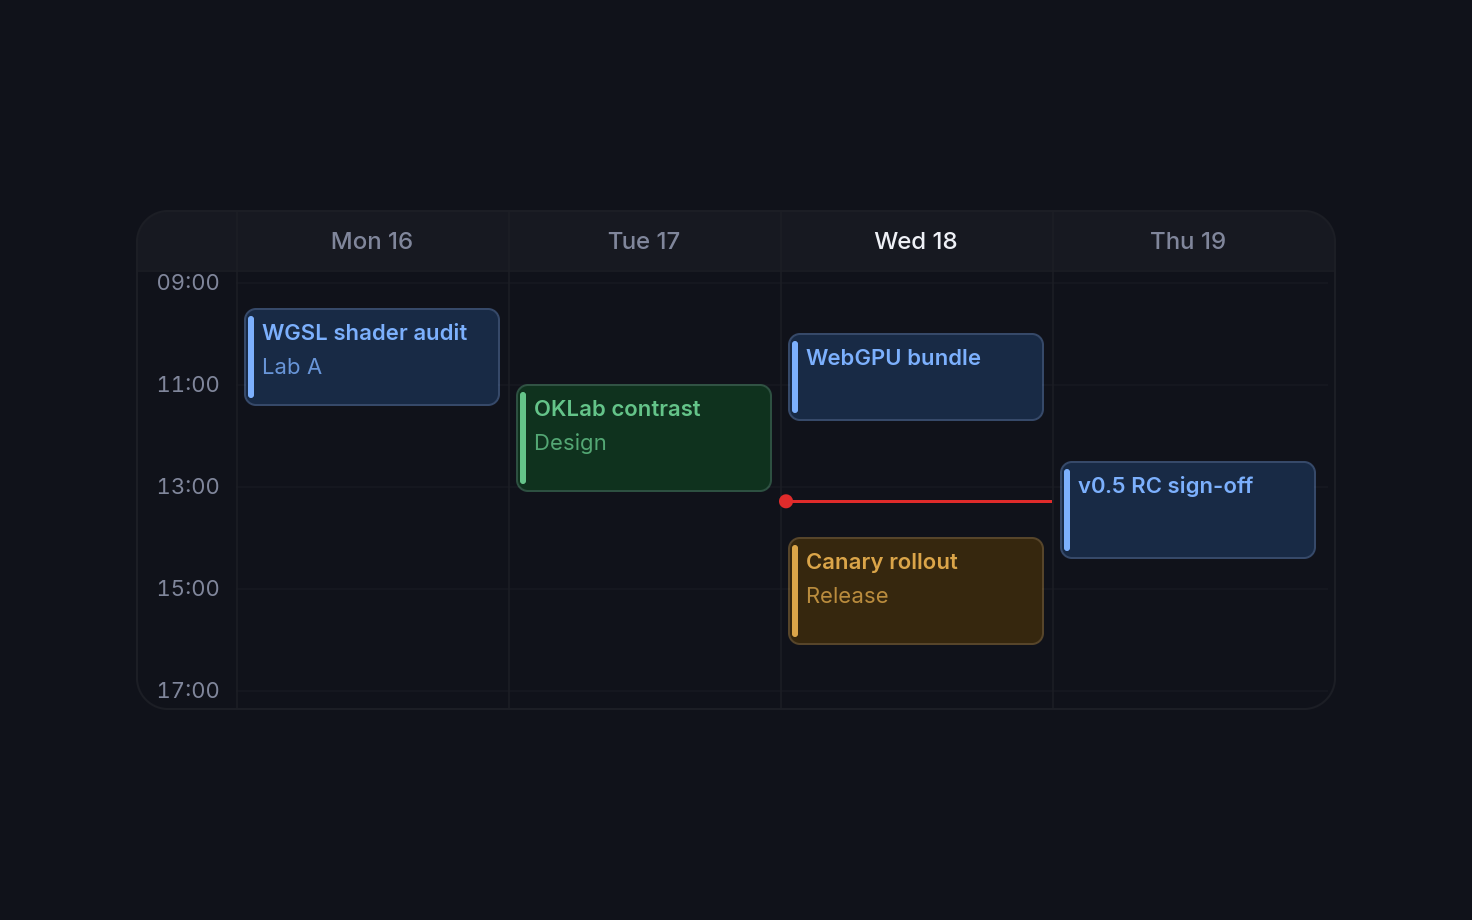 Mon 16
Tue 17
Wed 18
Thu 19
09:00
11:00
13:00
15:00
17:00
WGSL shader audit
Lab A
OKLab contrast
Design
WebGPU bundle
Canary rollout
Release
v0.5 RC sign-off